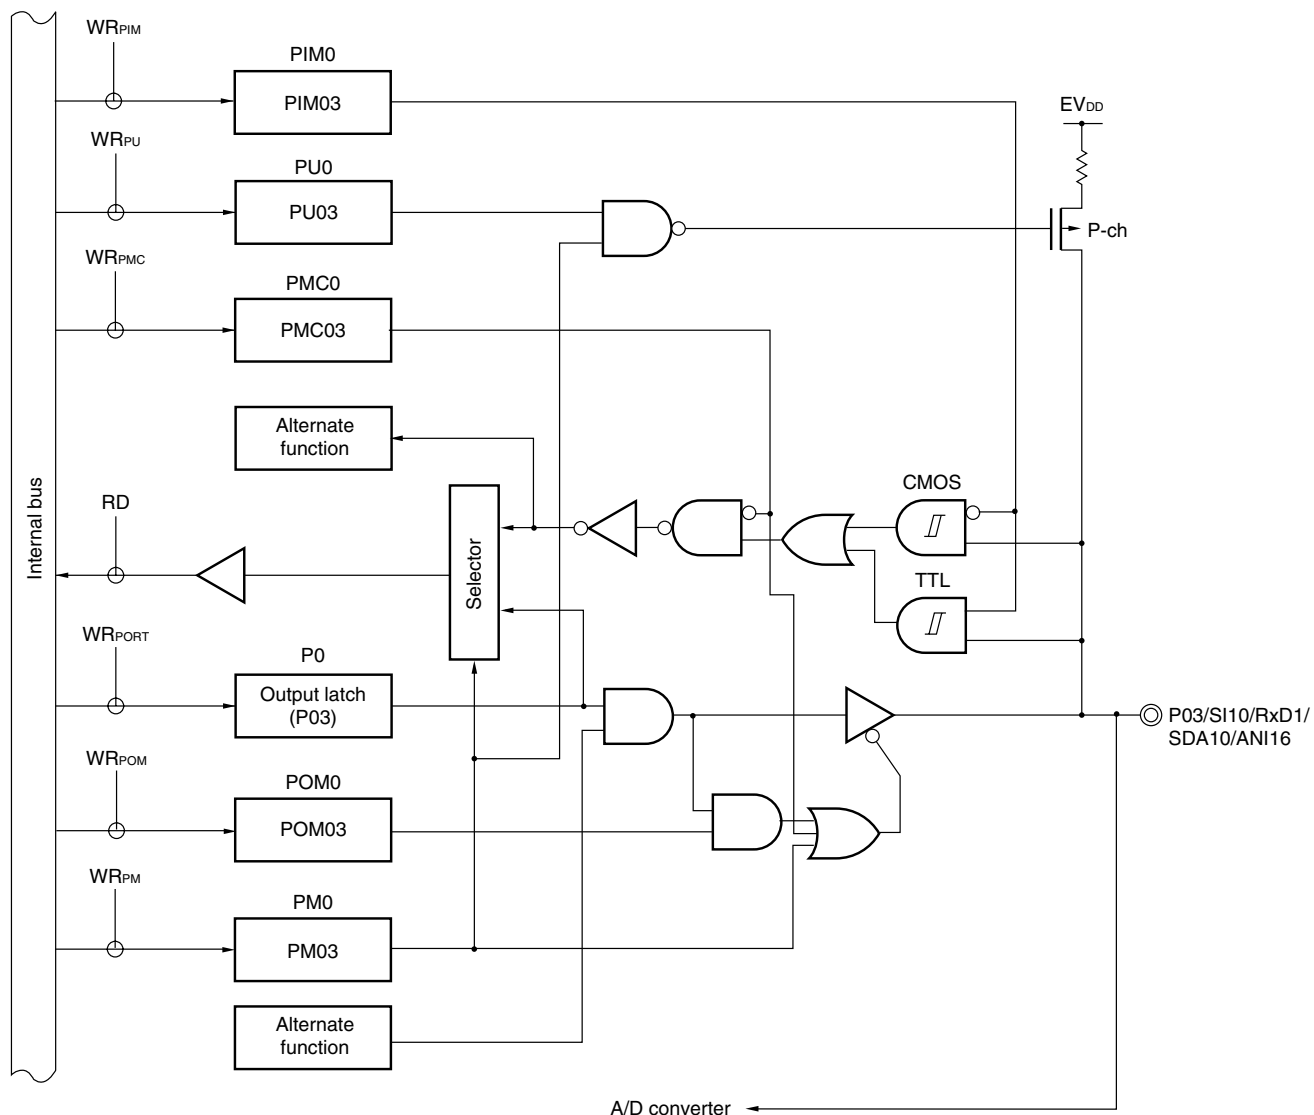 WRPIM
PIM0
PIM03
EVDD
WRPU
PU0
PU03
P-ch
WRPMC
PMC0
PMC03
Alternate
function
CMOS
RD
Internal bus
Selector
TTL
WRPORT
P0
Output latch
(P03)
P03/SI10/RxD1/
SDA10/ANI16
WRPOM
POM0
POM03
WRPM
PM0
PM03
Alternate
function
A/D converter